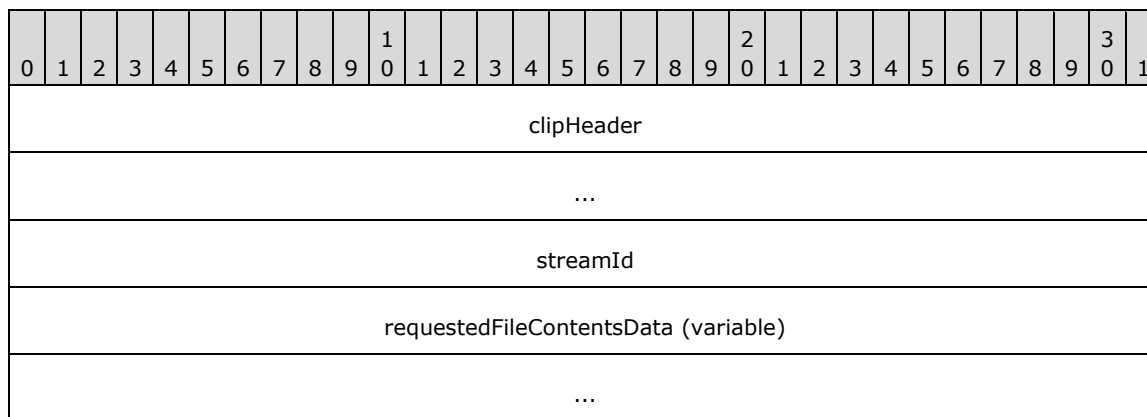 1 2 3
0 1 2 3 4 5 6 7 8 9 0 1 2 3 4 5 6 7 8 9 0 1 2 3 4 5 6 7 8 9 0 1
clipHeader
...
streamId
requestedFileContentsData (variable)
...